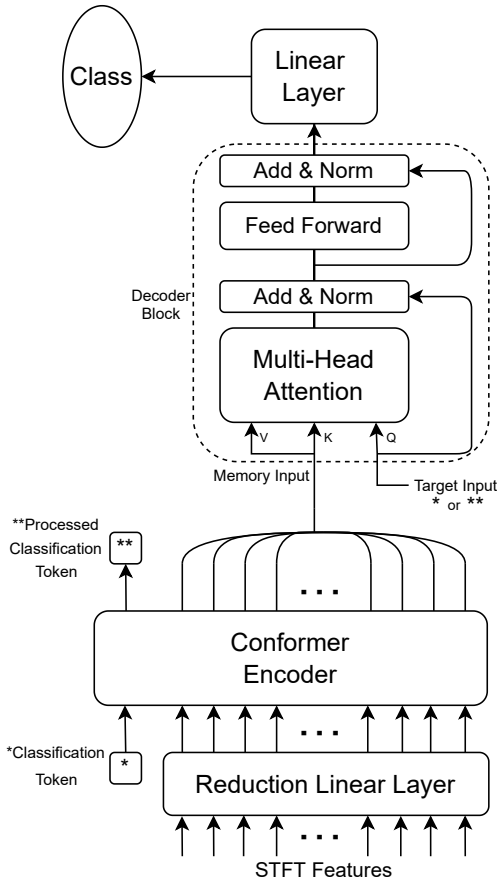 Class
Linear
Layer
Add & Norm
Feed Forward
Add & Norm
Decoder
Block
Multi-Head
Attention
V
K
Q
Memory Input
Target Input
* or **
**Processed
Classification
Token
**
...
Conformer
Encoder
...
*Classification
Token
*
Reduction Linear Layer
...
STFT Features